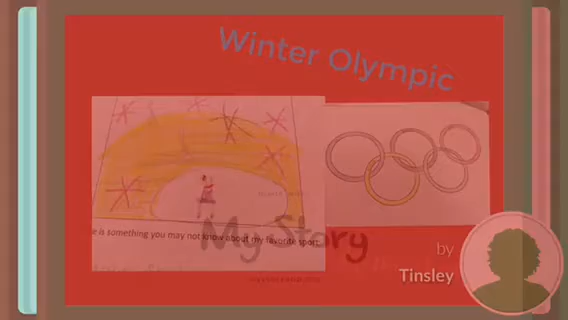 Winter Olympic
e is something you may not know about my favorite sport.
My Story
by
Tinsley